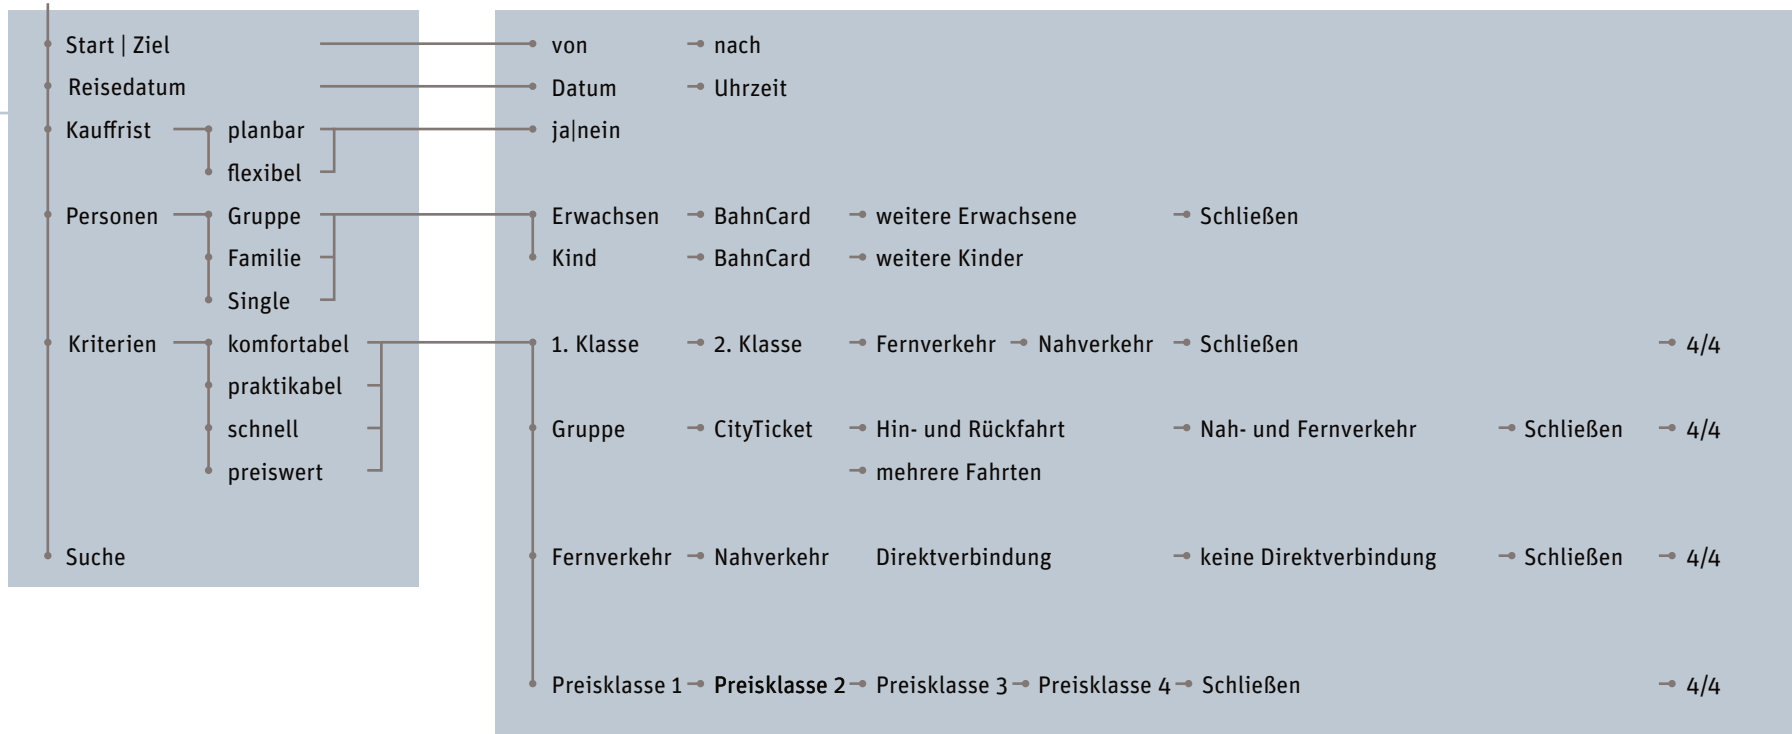 Start | Ziel von nach
Reisedatum Datum Uhrzeit
Kauffrist planbar ja|nein
flexibel
Personen Gruppe Erwachsen BahnCard weitere Erwachsene Schließen
Familie Kind BahnCard weitere Kinder
Single
Kriterien komfortabel 1. Klasse 2. Klasse Fernverkehr Nahverkehr Schließen 4/4
praktikabel
schnell Gruppe CityTicket Hin- und Rückfahrt Nah- und Fernverkehr Schließen 4/4
preiswert mehrere Fahrten
Suche Fernverkehr Nahverkehr Direktverbindung keine Direktverbindung Schließen 4/4
Preisklasse 1 Preisklasse 2 Preisklasse 3 Preisklasse 4 Schließen 4/4